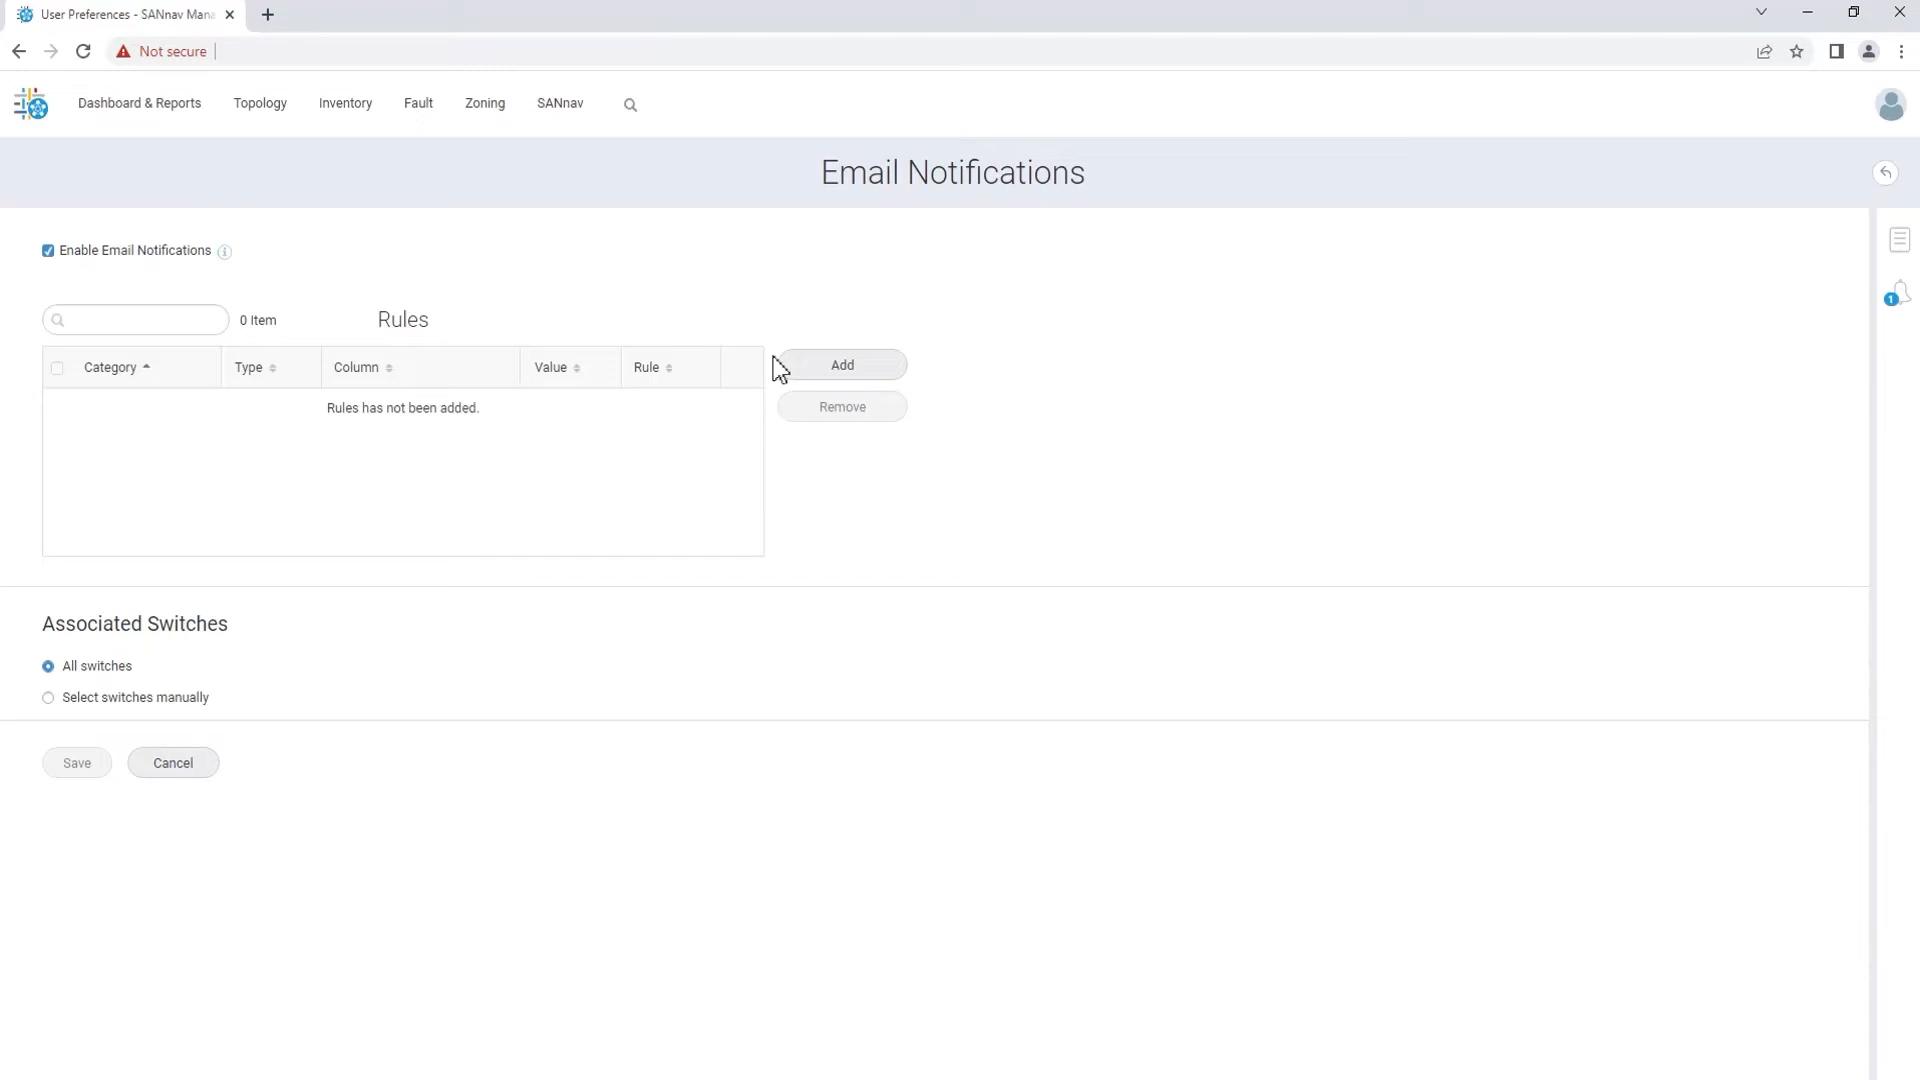 User Preferences - SANnav Mana
Not secure
Dashboard & Reports Topology Inventory Fault Zoning SANnav
Email Notifications
Enable Email Notifications
1
0 Item Rules
Category Type Column Value Rule
Add
Rules has not been added.
Remove
Associated Switches
All switches
Select switches manually
Save Cancel